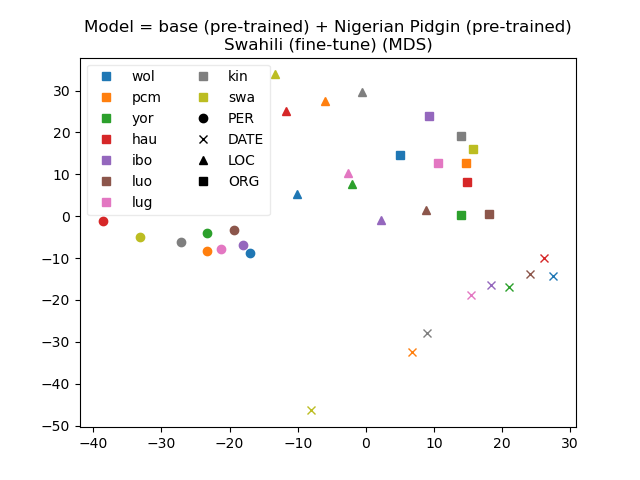 Model = base (pre-trained) + Nigerian Pidgin (pre-trained)
Swahili (fine-tune) (MDS)
wol
pcm
yor
hau
ibo
luo
lug
kin
swa
PER
DATE
LOC
ORG
30
20
10
0
−10
−20
−30
−40
−50
−40
−30
−20
−10
0
10
20
30